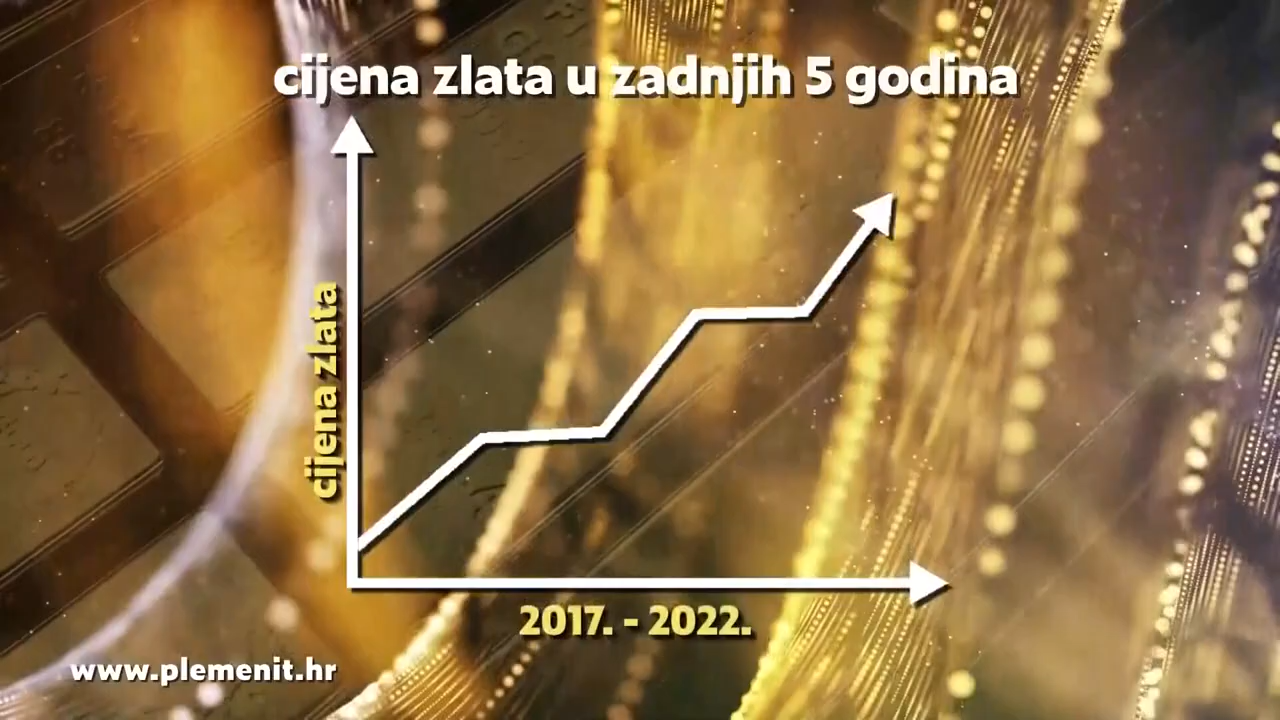 cijena zlata u zadnjih 5 godina
cijena zlata
2017. - 2022.
www.plemenit.hr